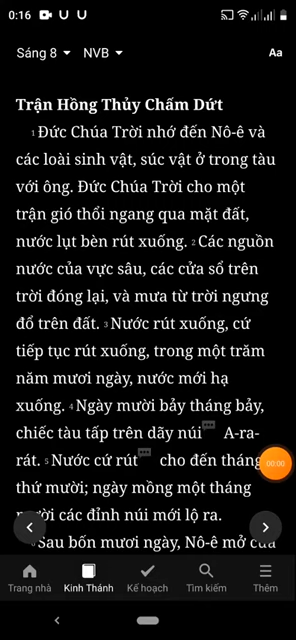 0:16
Sáng 8 NVB Aa
Trận Hồng Thủy Chấm Dứt
1 Đức Chúa Trời nhớ đến Nô-ê và
các loài sinh vật, súc vật ở trong tàu
với ông. Đức Chúa Trời cho một
trận gió thổi ngang qua mặt đất,
nước lụt bèn rút xuống. 2 Các nguồn
nước của vực sâu, các cửa sổ trên
trời đóng lại, và mưa từ trời ngưng
đổ trên đất. 3 Nước rút xuống, cứ
tiếp tục rút xuống, trong một trăm
năm mươi ngày, nước mới hạ
xuống. 4 Ngày mười bảy tháng bảy,
chiếc tàu tấp trên dãy núi A-ra-
rát. 5 Nước cứ rút cho đến tháng
thứ mười; ngày mồng một tháng
mười các đỉnh núi mới lộ ra.
Sau bốn mươi ngày, Nô-ê mở cửa
00:00
Trang nhà Kinh Thánh Kế hoạch Tìm kiếm Thêm